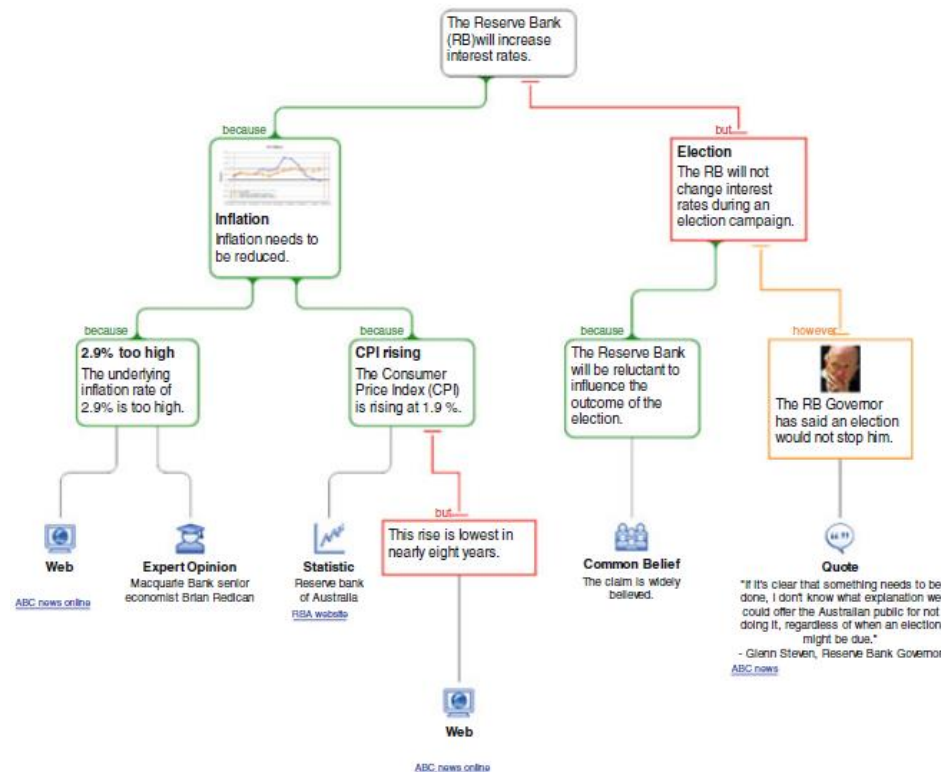 The Reserve Bank
(RB)will increase
interest rates.
because
but
Inflation
Inflation needs to
be reduced.
Election
The RB will not
change interest
rates during an
election campaign.
because
because
because
however
2.9% too high
The underlying
inflation rate of
2.9% is too high.
CPI rising
The Consumer
Price Index (CPI)
is rising at 1.9 %.
The Reserve Bank
will be reluctant to
influence the
outcome of the
election.
The RB Governor
has said an election
would not stop him.
but
This rise is lowest in
nearly eight years.
Web
ABC news online
Expert Opinion
Macquarie Bank senior
economist Brian Redican
Statistic
Reserve bank
of Australia
RBA website
Common Belief
The claim is widely
believed.
Quote
"If it's clear that something needs to be
done, I don't know what explanation we
could offer the Australian public for not
doing it, regardless of when an election
might be due."
- Glenn Steven, Reserve Bank Governor
ABC news
Web
ABC news online